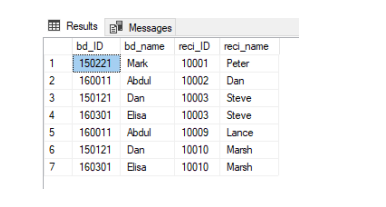 Results Messages
bd_ID bd_name reci_ID reci_name
1 150221 Mark 10001 Peter
2 160011 Abdul 10002 Dan
3 150121 Dan 10003 Steve
4 160301 Elisa 10003 Steve
5 160011 Abdul 10009 Lance
6 150121 Dan 10010 Marsh
7 160301 Elisa 10010 Marsh